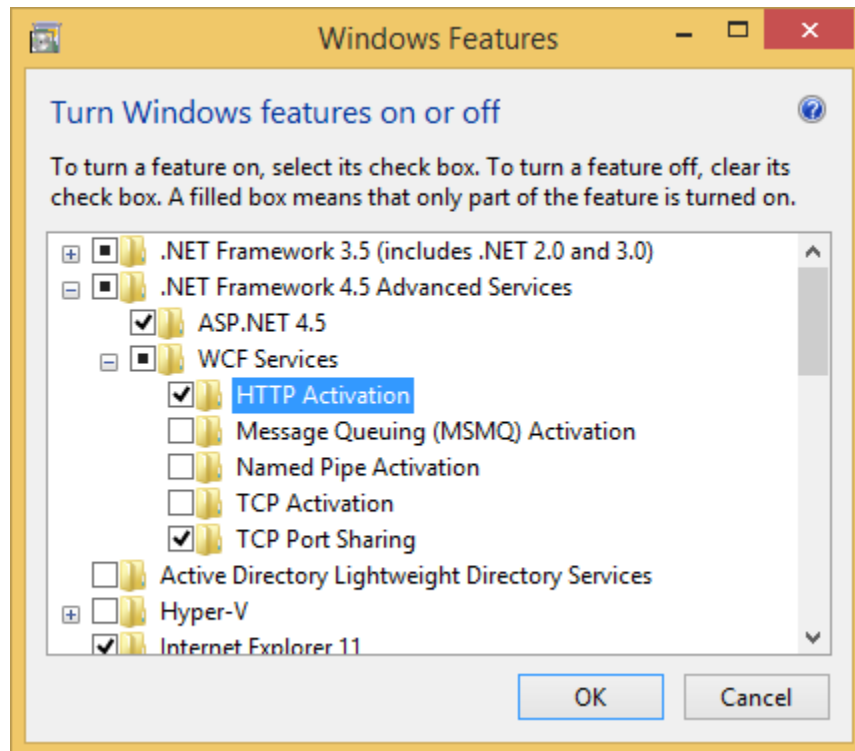 Windows Features
Turn Windows features on or off
To turn a feature on, select its check box. To turn a feature off, clear its
check box. A filled box means that only part of the feature is turned on.
.NET Framework 3.5 (includes .NET 2.0 and 3.0)
.NET Framework 4.5 Advanced Services
ASP.NET 4.5
WCF Services
HTTP Activation
Message Queuing (MSMQ) Activation
Named Pipe Activation
TCP Activation
TCP Port Sharing
Active Directory Lightweight Directory Services
Hyper-V
Internet Explorer 11
OK Cancel